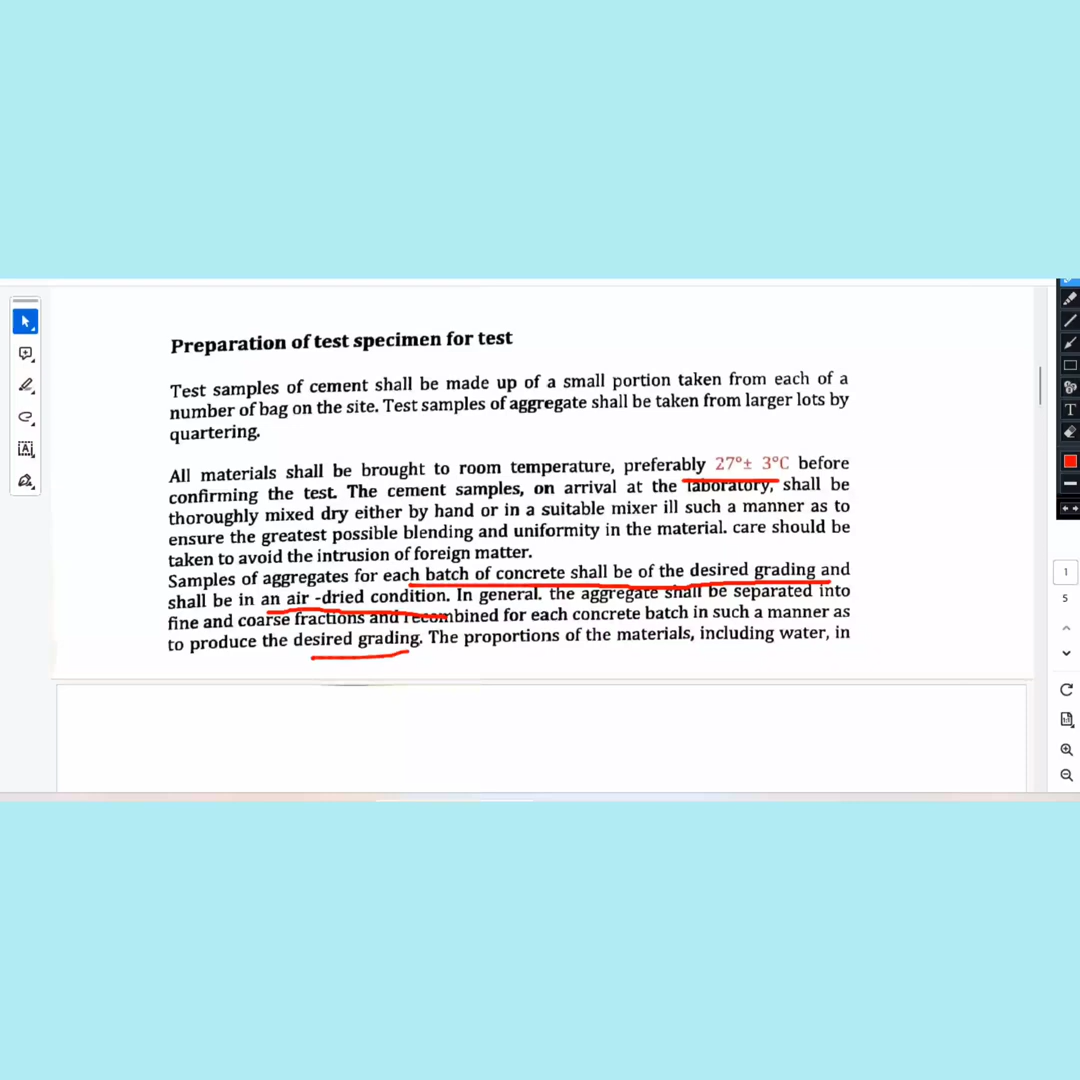 Preparation of test specimen for test
Test samples of cement shall be made up of a small portion taken from each of a
number of bag on the site. Test samples of aggregate shall be taken from larger lots by
quartering.
All materials shall be brought to room temperature, preferably 27°± 3°C before
confirming the test. The cement samples, on arrival at the laboratory, shall be
thoroughly mixed dry either by hand or in a suitable mixer ill such a manner as to
ensure the greatest possible blending and uniformity in the material. care should be
taken to avoid the intrusion of foreign matter.
Samples of aggregates for each batch of concrete shall be of the desired grading and
shall be in an air -dried condition. In general. the aggregate shall be separated into
fine and coarse fractions and recombined for each concrete batch in such a manner as
to produce the desired grading. The proportions of the materials, including water, in
1
5